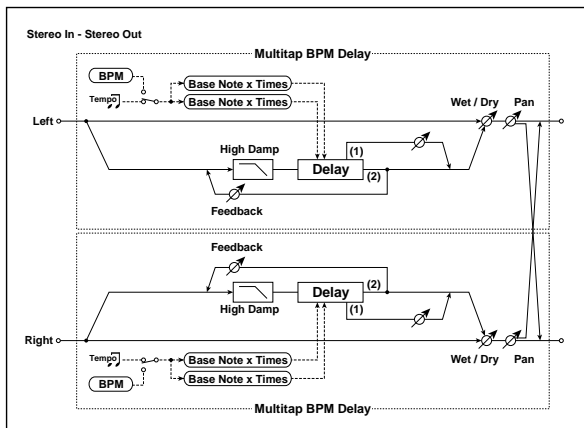 Stereo In - Stereo Out
Multitap BPM Delay
BPM
Base Note x Times
Tempo
Base Note x Times
Wet / Dry
Pan
Left
High Damp
(1)
Delay
(2)
Feedback
Feedback
Delay
(2)
High Damp
(1)
Right
Wet / Dry
Pan
Tempo
Base Note x Times
BPM
Base Note x Times
Multitap BPM Delay